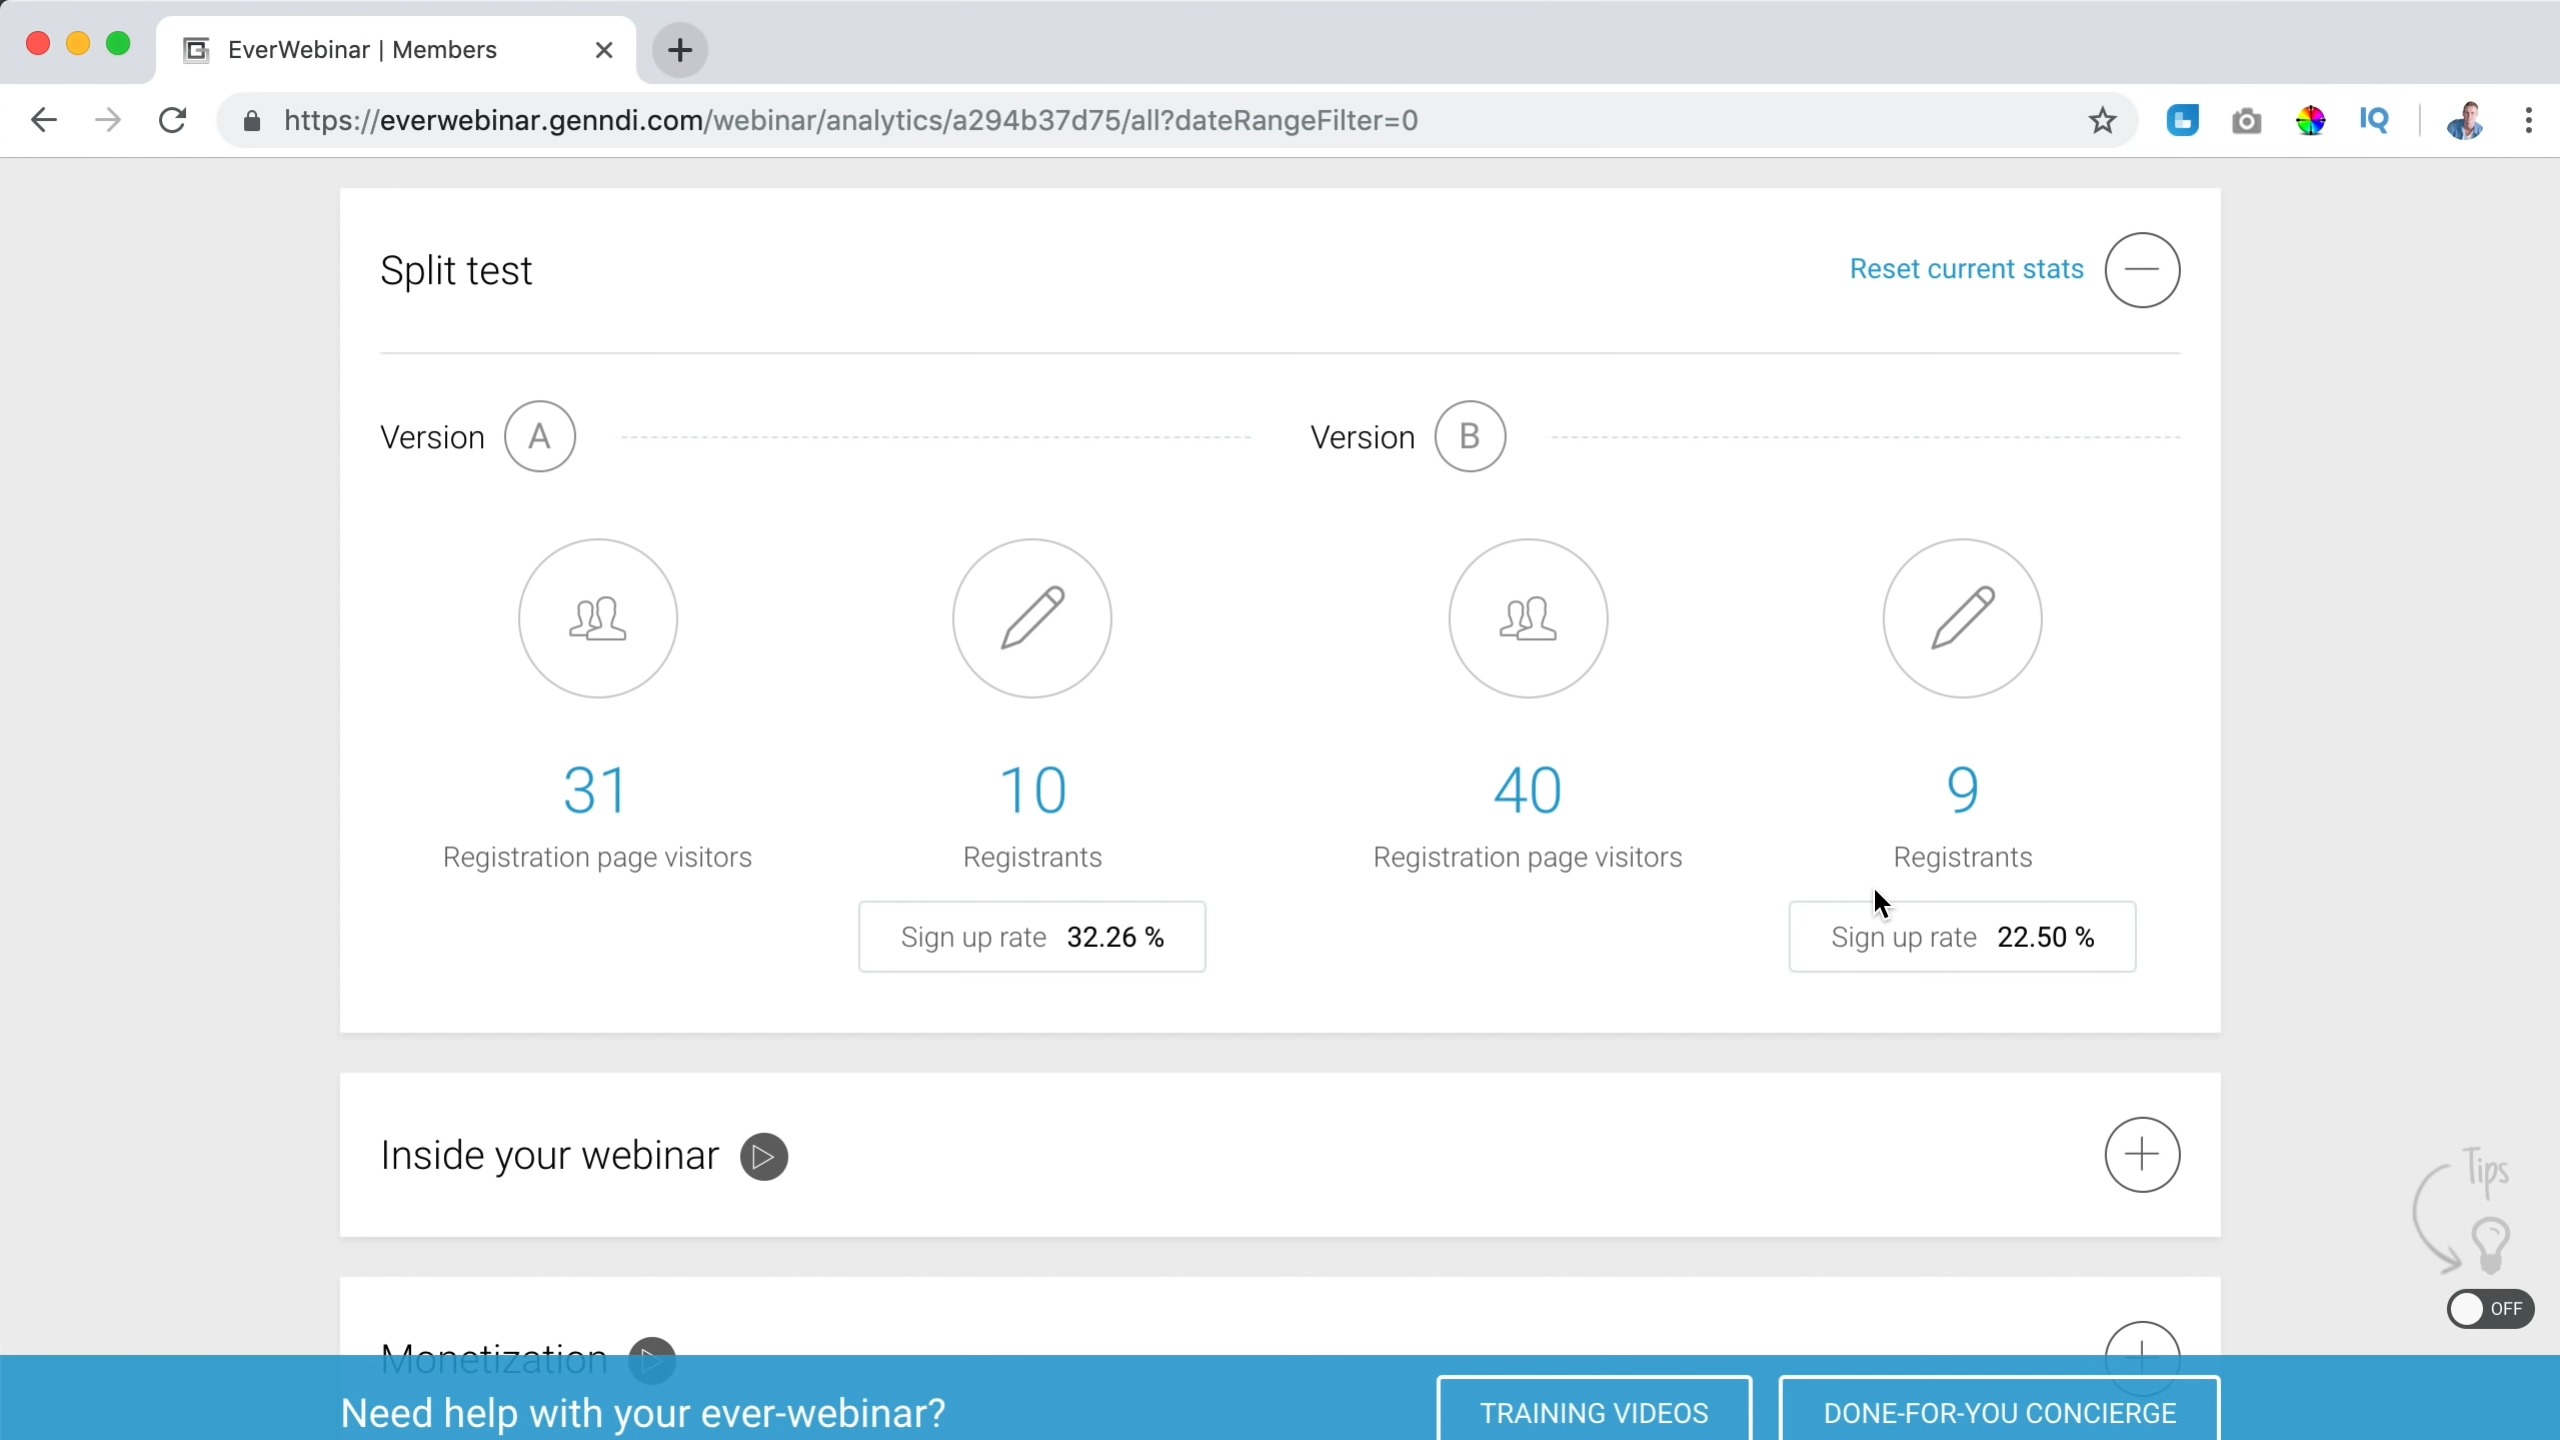 EverWebinar | Members
https://everwebinar.genndi.com/webinar/analytics/a294b37d75/all?dateRangeFilter=0
IQ
Split test
Reset current stats
Version A
Version B
31
10
40
9
Registration page visitors
Registrants
Registration page visitors
Registrants
Sign up rate 32.26 %
Sign up rate 22.50 %
Inside your webinar
Tips
OFF
Monetization
Need help with your ever-webinar?
TRAINING VIDEOS
DONE-FOR-YOU CONCIERGE